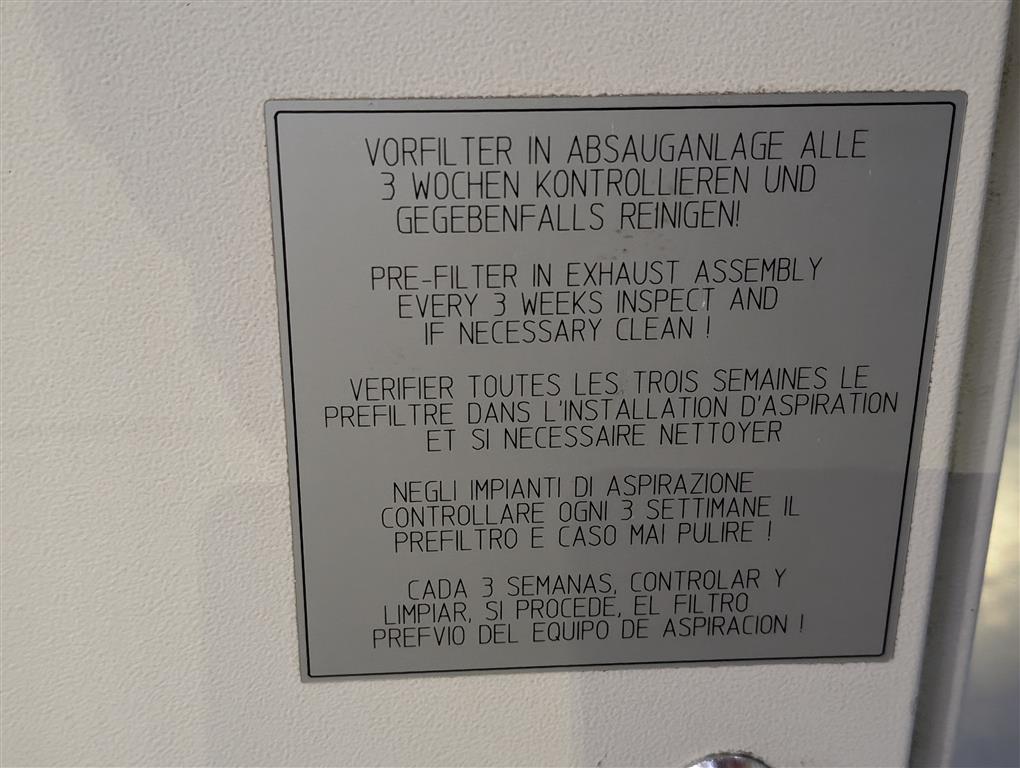 VORFILTER IN ABSAUGANLAGE ALLE
3 WOCHEN KONTROLLIEREN UND
GEGEBENFALLS REINIGEN!
PRE-FILTER IN EXHAUST ASSEMBLY
EVERY 3 WEEKS INSPECT AND
IF NECESSARY CLEAN !
VERIFIER TOUTES LES TROIS SEMAINES LE
PREFILTRE DANS L'INSTALLATION D'ASPIRATION
ET SI NECESSAIRE NETTOYER
NEGLI IMPIANTI DI ASPIRAZIONE
CONTROLLARE OGNI 3 SETTIMANE IL
PREFILTRO E CASO MAI PULIRE !
CADA 3 SEMANAS, CONTROLAR Y
LIMPIAR, SI PROCEDE, EL FILTRO
PREFVIO DEL EQUIPO DE ASPIRACION !